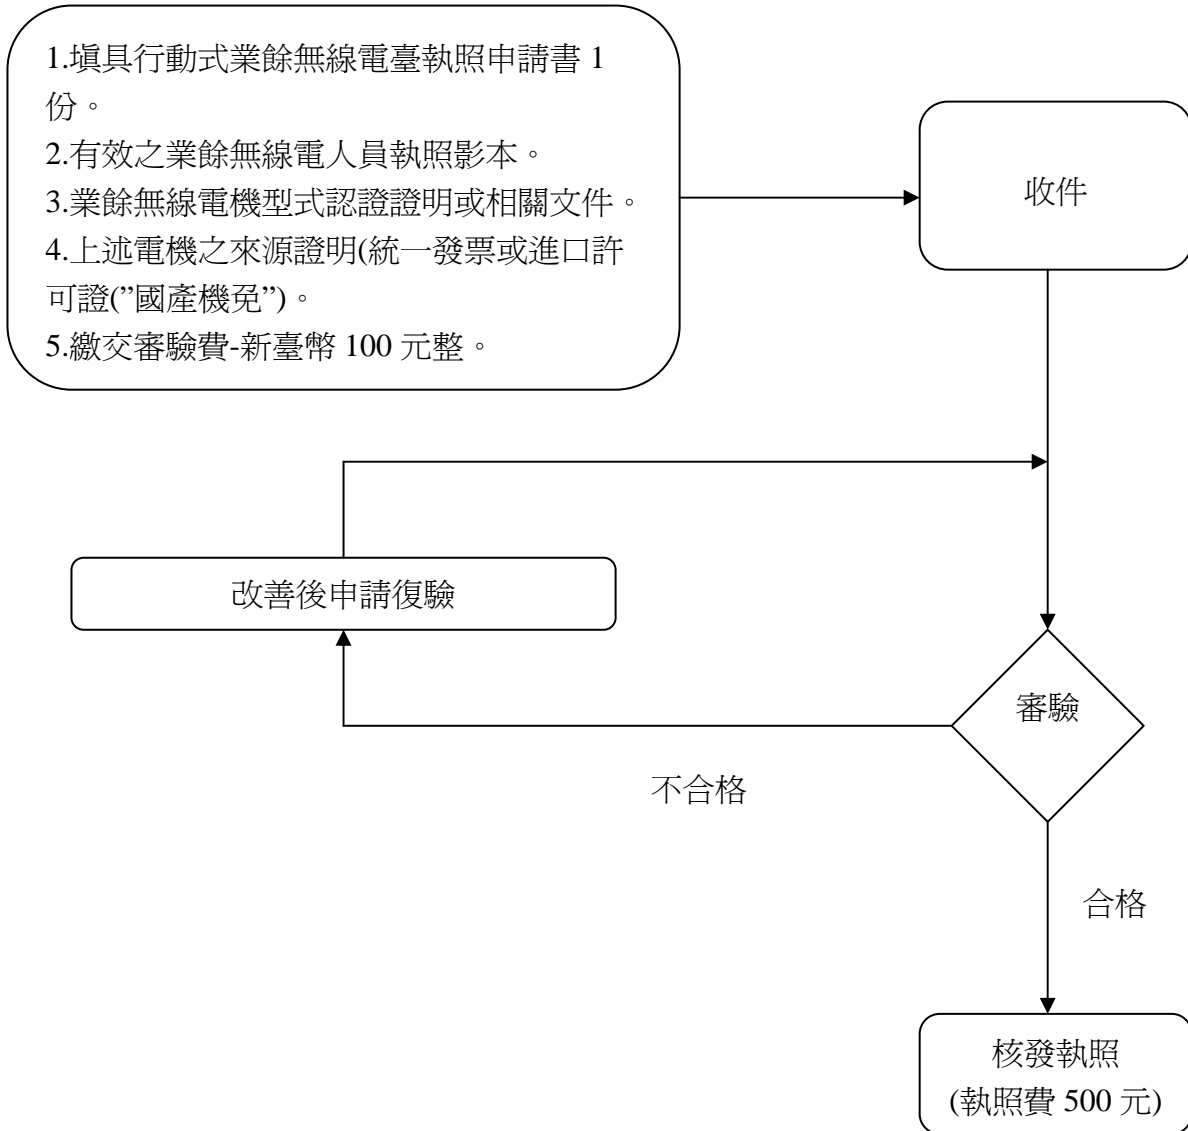 1.填具行動式業餘無線電臺執照申請書 1
份。
2.有效之業餘無線電人員執照影本。
3.業餘無線電機型式認證證明或相關文件。
4.上述電機之來源證明(統一發票或進口許
可證(”國產機免”)。
5.繳交審驗費-新臺幣 100 元整。
收件
改善後申請復驗
審驗
不合格
合格
核發執照
(執照費 500 元)